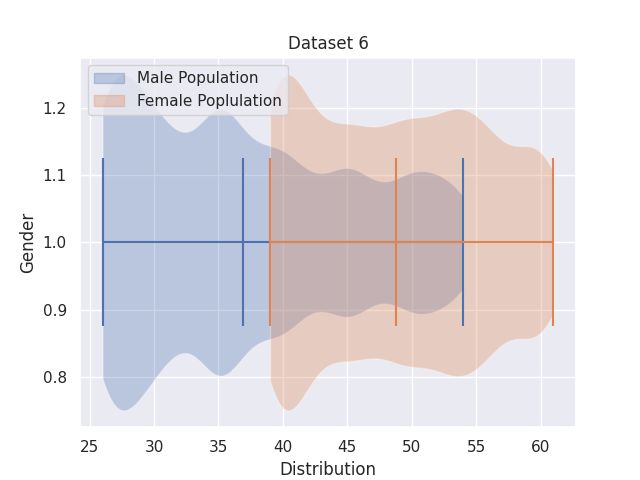 Dataset 6
Male Population
Female Poplulation
1.2
1.1
1.0
0.9
0.8
Gender
25 30 35 40 45 50 55 60
Distribution